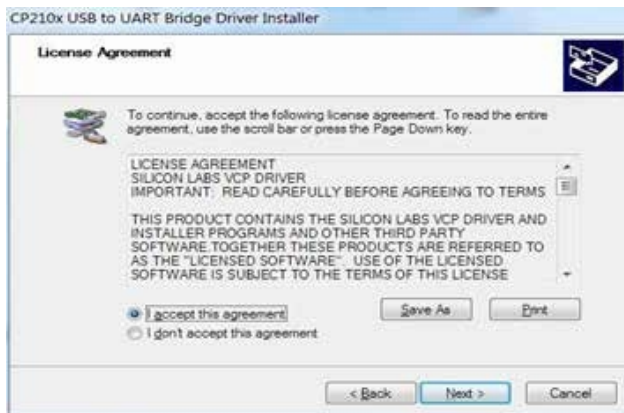 CP210x USB to UART Bridge Driver Installer
License Agreement
To continue, accept the following license agreement. To read the entire
agreement, use the scroll bar or press the Page Down key.
LICENSE AGREEMENT
SILICON LABS VCP DRIVER
IMPORTANT: READ CAREFULLY BEFORE AGREEING TO TERMS
THIS PRODUCT CONTAINS THE SILICON LABS VCP DRIVER AND
INSTALLER PROGRAMS AND OTHER THIRD PARTY
SOFTWARE.TOGETHER THESE PRODUCTS ARE REFERRED TO
AS THE "LICENSED SOFTWARE". USE OF THE LICENSED
SOFTWARE IS SUBJECT TO THE TERMS OF THIS LICENSE
I accept this agreement
Save As
Print
I don't accept this agreement
< Back
Next >
Cancel